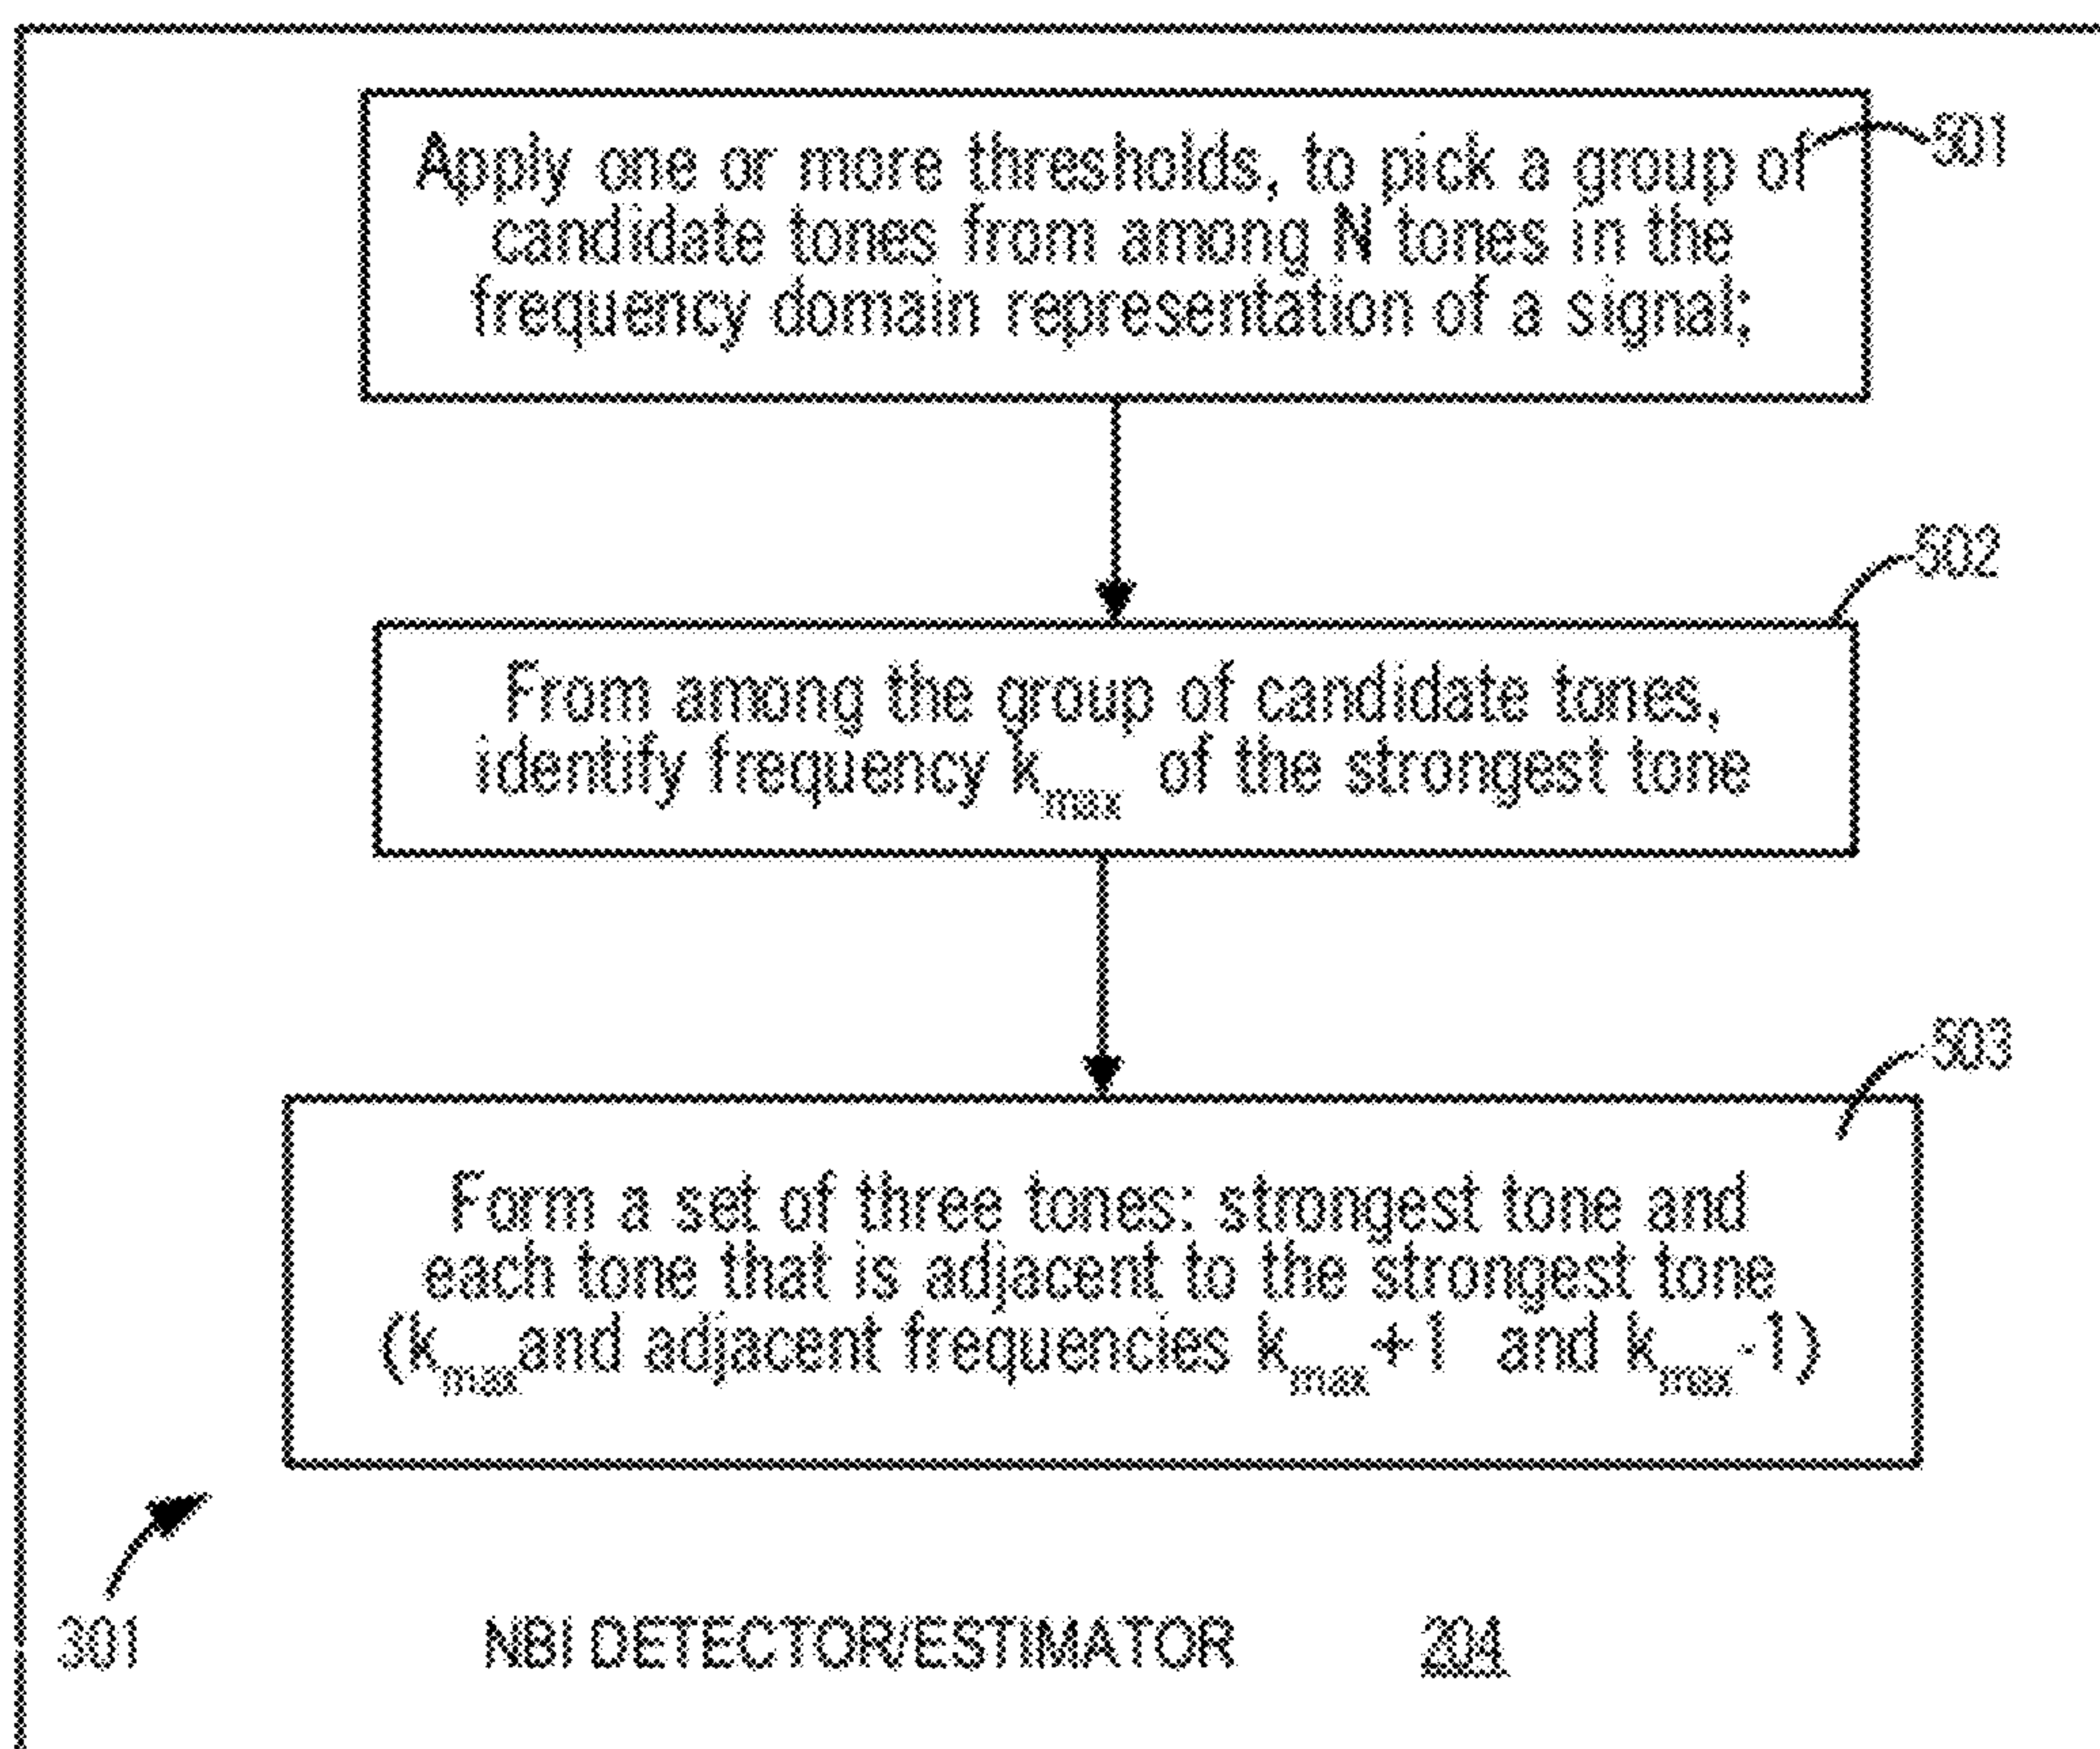 Apply one or more thresholds, to pick a group of
candidate tones from among N tones in the
frequency domain representation of a signal;
501
502
From among the group of candidate tones,
identify frequency kmax of the strongest tone
503
Form a set of three tones: strongest tone and
each tone that is adjacent to the strongest tone
(kmax and adjacent frequencies kmax+1 and kmax-1)
301
NBI DETECTOR/ESTIMATOR 204